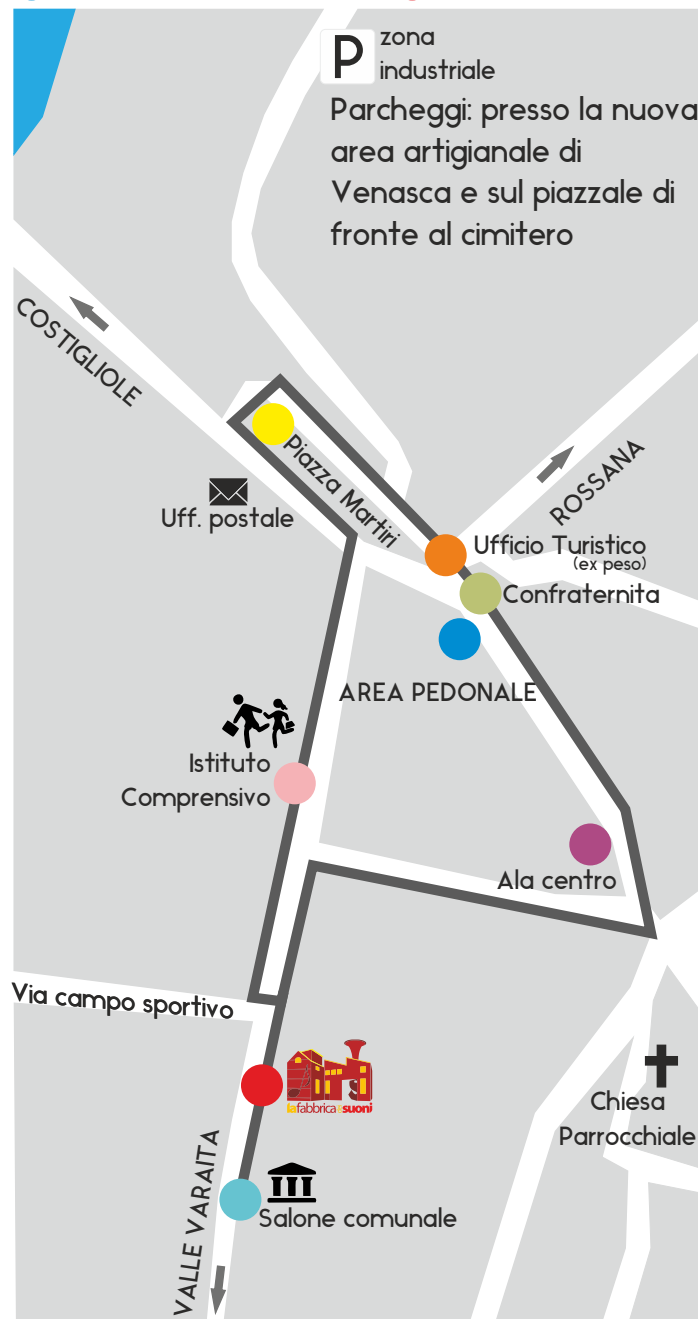 P
zona
industriale
Parcheggi: presso la nuova
area artigianale di
Venasca e sul piazzale di
fronte al cimitero
COSTIGLIOLE
Piazza Martiri
ROSSANA
Uff. postale
Ufficio Turistico
(ex peso)
Confraternita
AREA PEDONALE
Istituto
Comprensivo
Ala centro
Via campo sportivo
lafabbricadeisuoni
Chiesa
Parrocchiale
VALLE VARAITA
Salone comunale